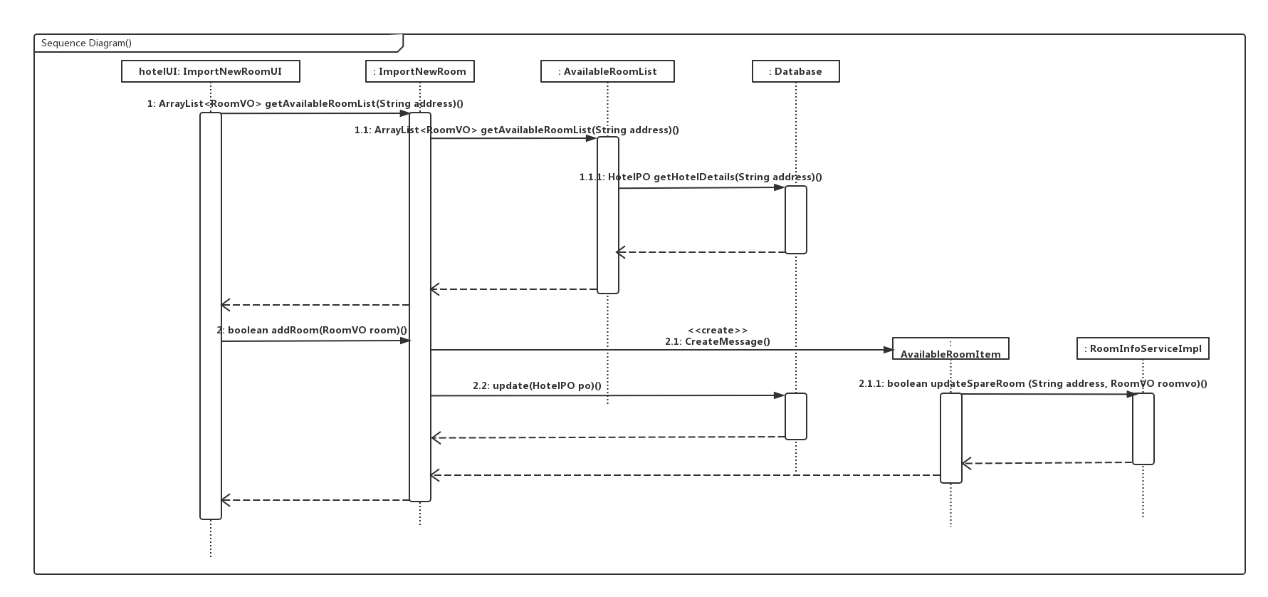 Sequence Diagram()
hotelUI: ImportNewRoomUI
: ImportNewRoom
: AvailableRoomList
: Database
1: ArrayList<RoomVO> getAvailableRoomList(String address)()
1.1: ArrayList<RoomVO> getAvailableRoomList(String address)()
1.1.1: HotelPO getHotelDetails(String address)()
2: boolean addRoom(RoomVO room)()
<<create>>
2.1: CreateMessage()
AvailableRoomItem
: RoomInfoServiceImpl
2.2: update(HotelPO po)()
2.1.1: boolean updateSpareRoom (String address, RoomVO roomvo)()